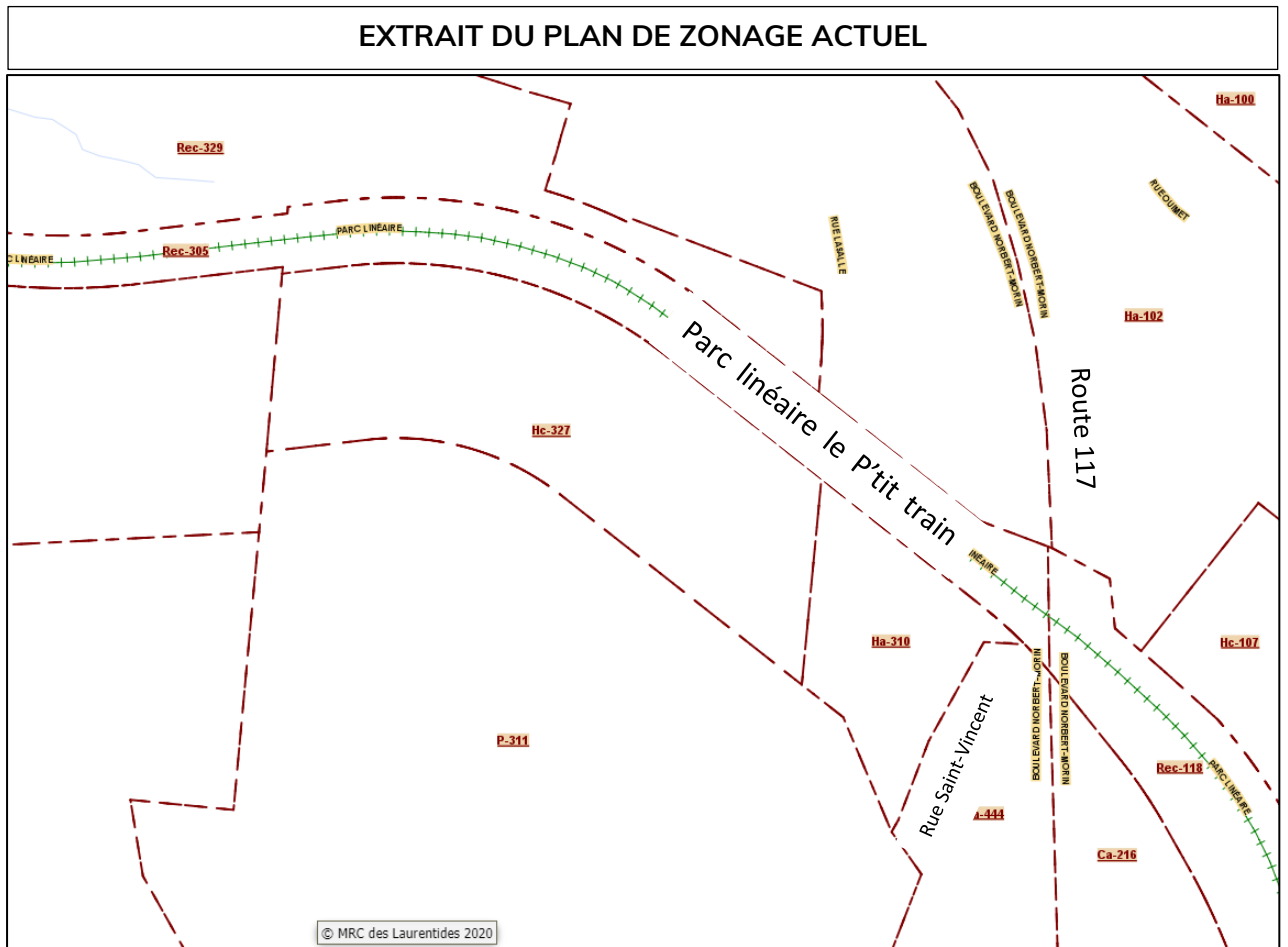 EXTRAIT DU PLAN DE ZONAGE ACTUEL
Ha-100
Rec-329
RUE OUIMET
BOULEVARD NORBERT-MORIN
BOULEVARD NORBERT-MORIN
PARC LINÉAIRE
RUE LASALLE
Rec-305
C LINÉAIRE
Ha-102
Parc linéaire le P'tit train
Route 117
Hc-327
INÉAIRE
Ha-310
Hc-107
BOULEVARD NORBERT-MORIN
BOULEVARD NORBERT-MORIN
Rue Saint-Vincent
P-311
Rec-118
PARC LINÉAIRE
-444
Ca-216
© MRC des Laurentides 2020